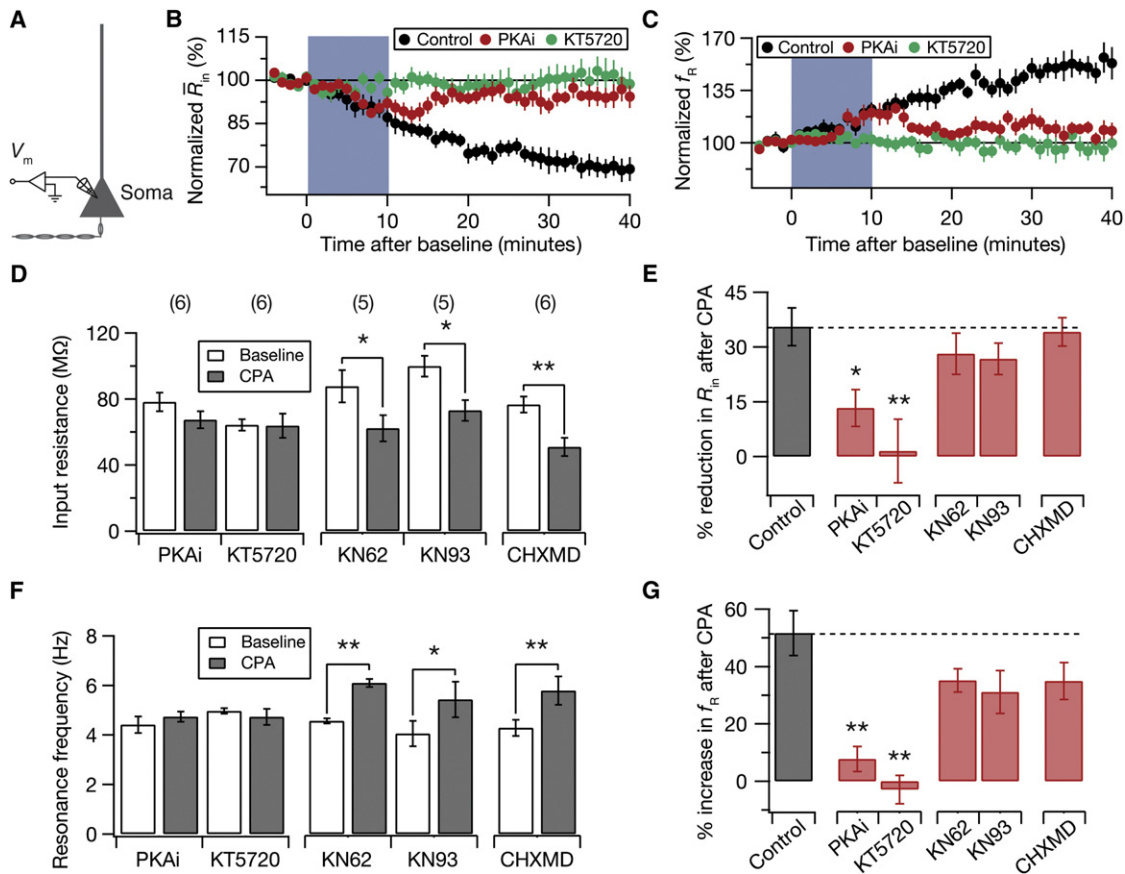 A
V_m
Soma
B
Normalized R̅_in (%)
115
100
85
70
Control PKAi KT5720
0 10 20 30 40
Time after baseline (minutes)
C
Normalized f_R (%)
170
135
100
Control PKAi KT5720
0 10 20 30 40
Time after baseline (minutes)
D
(6) (6) (5) (5) (6)
Input resistance (MΩ)
120
80
40
0
Baseline
CPA
* * **
PKAi KT5720 KN62 KN93 CHXMD
E
% reduction in R_in after CPA
45
30
15
0
* **
Control PKAi KT5720 KN62 KN93 CHXMD
F
Resonance frequency (Hz)
8
6
4
2
0
Baseline
CPA
** * **
PKAi KT5720 KN62 KN93 CHXMD
G
% increase in f_R after CPA
60
40
20
0
** **
Control PKAi KT5720 KN62 KN93 CHXMD